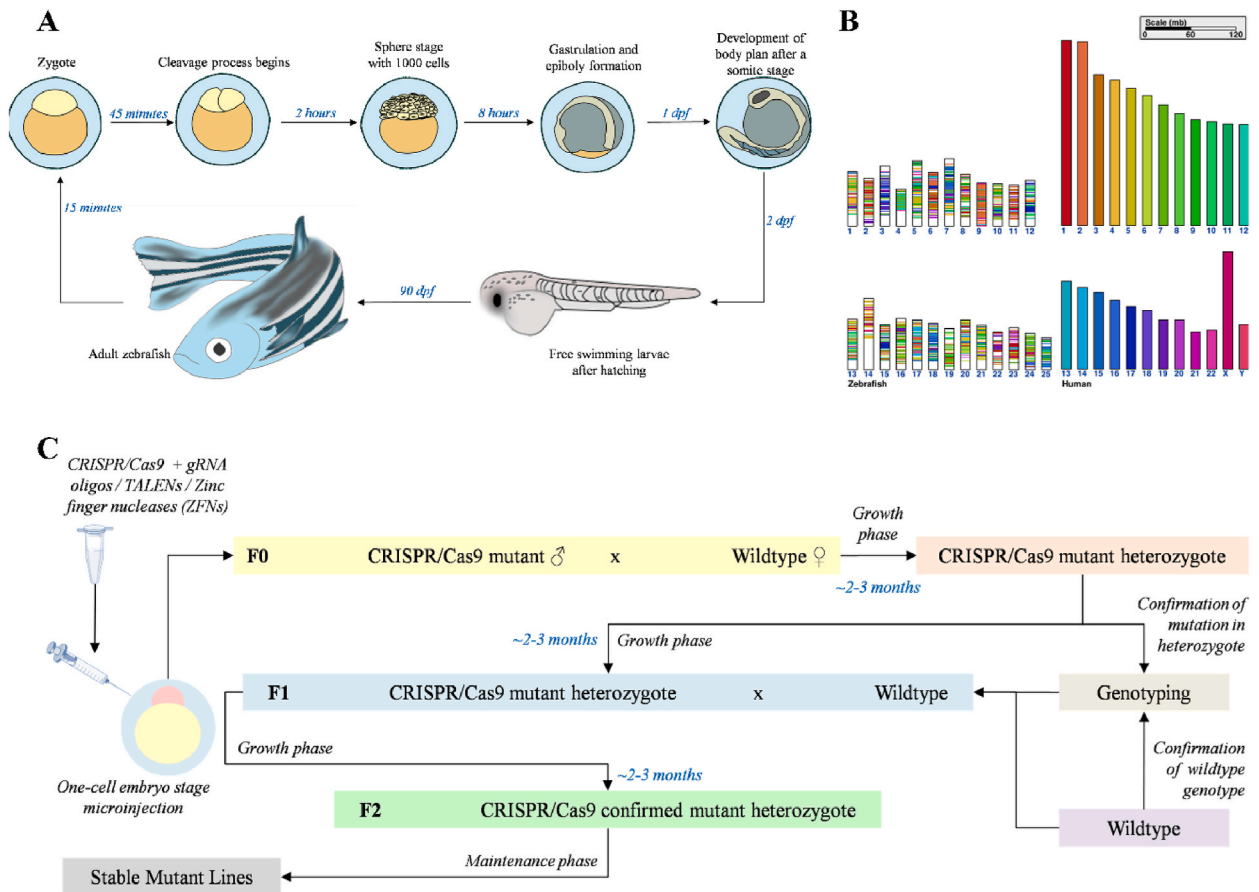 A
Zygote
45 minutes
Cleavage process begins
2 hours
Sphere stage
with 1000 cells
8 hours
Gastrulation and
epiboly formation
1 dpf
Development of
body plan after a
somite stage
2 dpf
Free swimming larvae
after hatching
90 dpf
Adult zebrafish
15 minutes
B
Scale (mb)
0 60 120
1 2 3 4 5 6 7 8 9 10 11 12
1 2 3 4 5 6 7 8 9 10 11 12
13 14 15 16 17 18 19 20 21 22 23 24 25
Zebrafish
13 14 15 16 17 18 19 20 21 22 X Y
Human
C
CRISPR/Cas9 + gRNA
oligos / TALENs / Zinc
finger nucleases (ZFNs)
One-cell embryo stage
microinjection
F0 CRISPR/Cas9 mutant ♂ x Wildtype ♀
Growth
phase
~2-3 months
CRISPR/Cas9 mutant heterozygote
~2-3 months
Growth phase
Confirmation of
mutation in
heterozygote
F1 CRISPR/Cas9 mutant heterozygote x Wildtype
Genotyping
Confirmation
of wildtype
genotype
Wildtype
Growth phase
~2-3 months
F2 CRISPR/Cas9 confirmed mutant heterozygote
Maintenance phase
Stable Mutant Lines